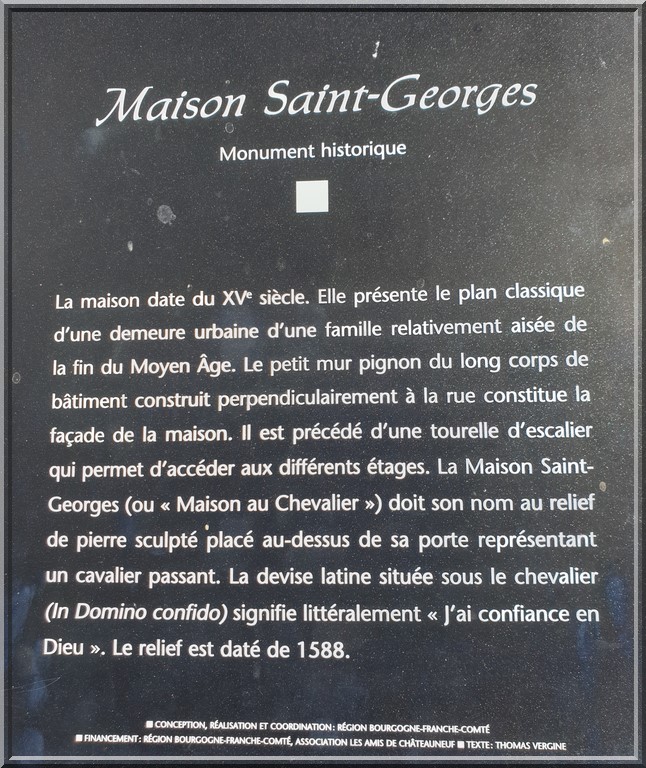 Maison Saint-Georges
Monument historique
La maison date du XVe siècle. Elle présente le plan classique
d'une demeure urbaine d'une famille relativement aisée de
la fin du Moyen Âge. Le petit mur pignon du long corps de
bâtiment construit perpendiculairement à la rue constitue la
façade de la maison. Il est précédé d'une tourelle d'escalier
qui permet d'accéder aux différents étages. La Maison Saint-
Georges (ou « Maison au Chevalier ») doit son nom au relief
de pierre sculpté placé au-dessus de sa porte représentant
un cavalier passant. La devise latine située sous le chevalier
(In Domino confido) signifie littéralement « J'ai confiance en
Dieu ». Le relief est daté de 1588.
■ CONCEPTION, RÉALISATION ET COORDINATION : RÉGION BOURGOGNE-FRANCHE-COMTÉ
■ FINANCEMENT : RÉGION BOURGOGNE-FRANCHE-COMTÉ, ASSOCIATION LES AMIS DE CHÂTEAUNEUF ■ TEXTE : THOMAS VERGINE